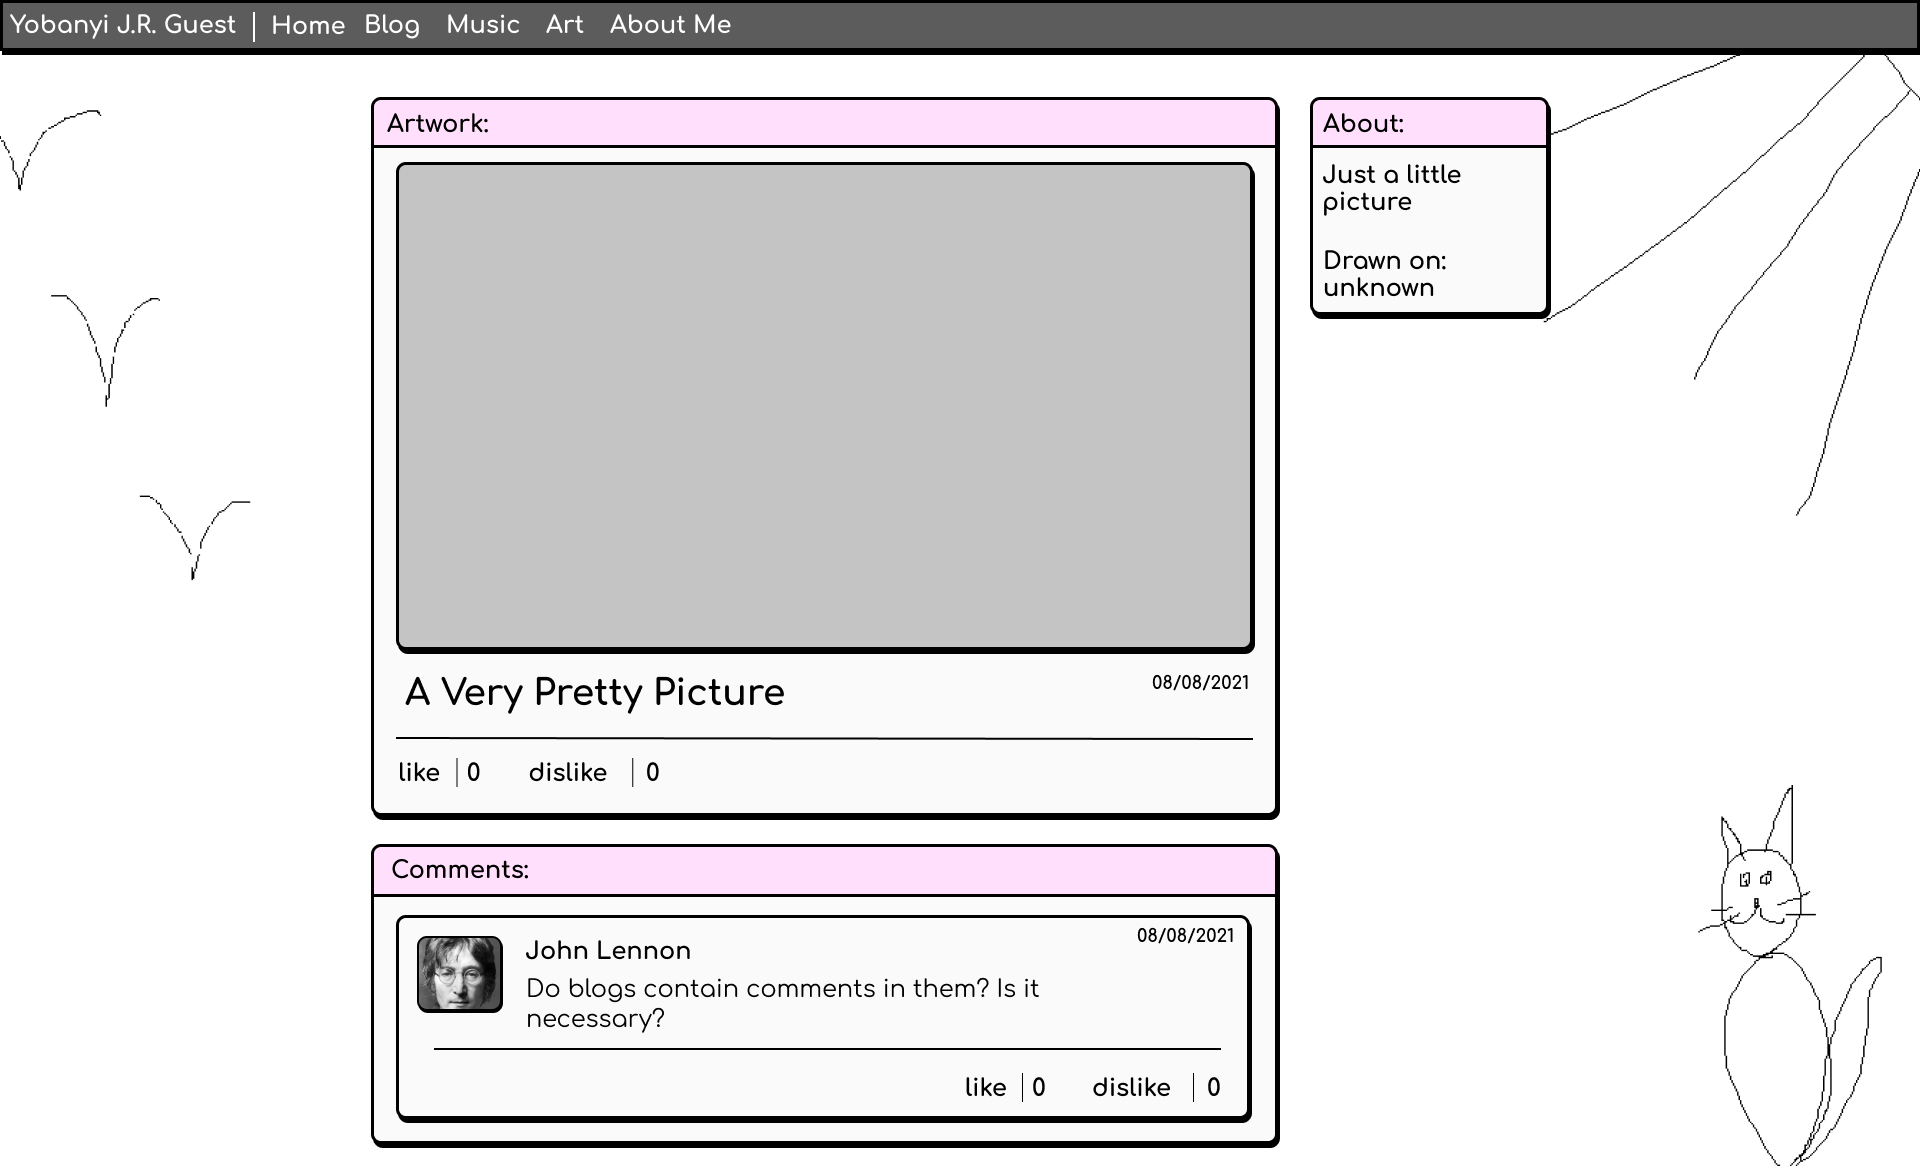 Yobanyi J.R. Guest | Home Blog Music Art About Me
Artwork:
A Very Pretty Picture
08/08/2021
like | 0 dislike | 0
About:
Just a little
picture
Drawn on:
unknown
Comments:
John Lennon
08/08/2021
Do blogs contain comments in them? Is it
necessary?
like | 0 dislike | 0